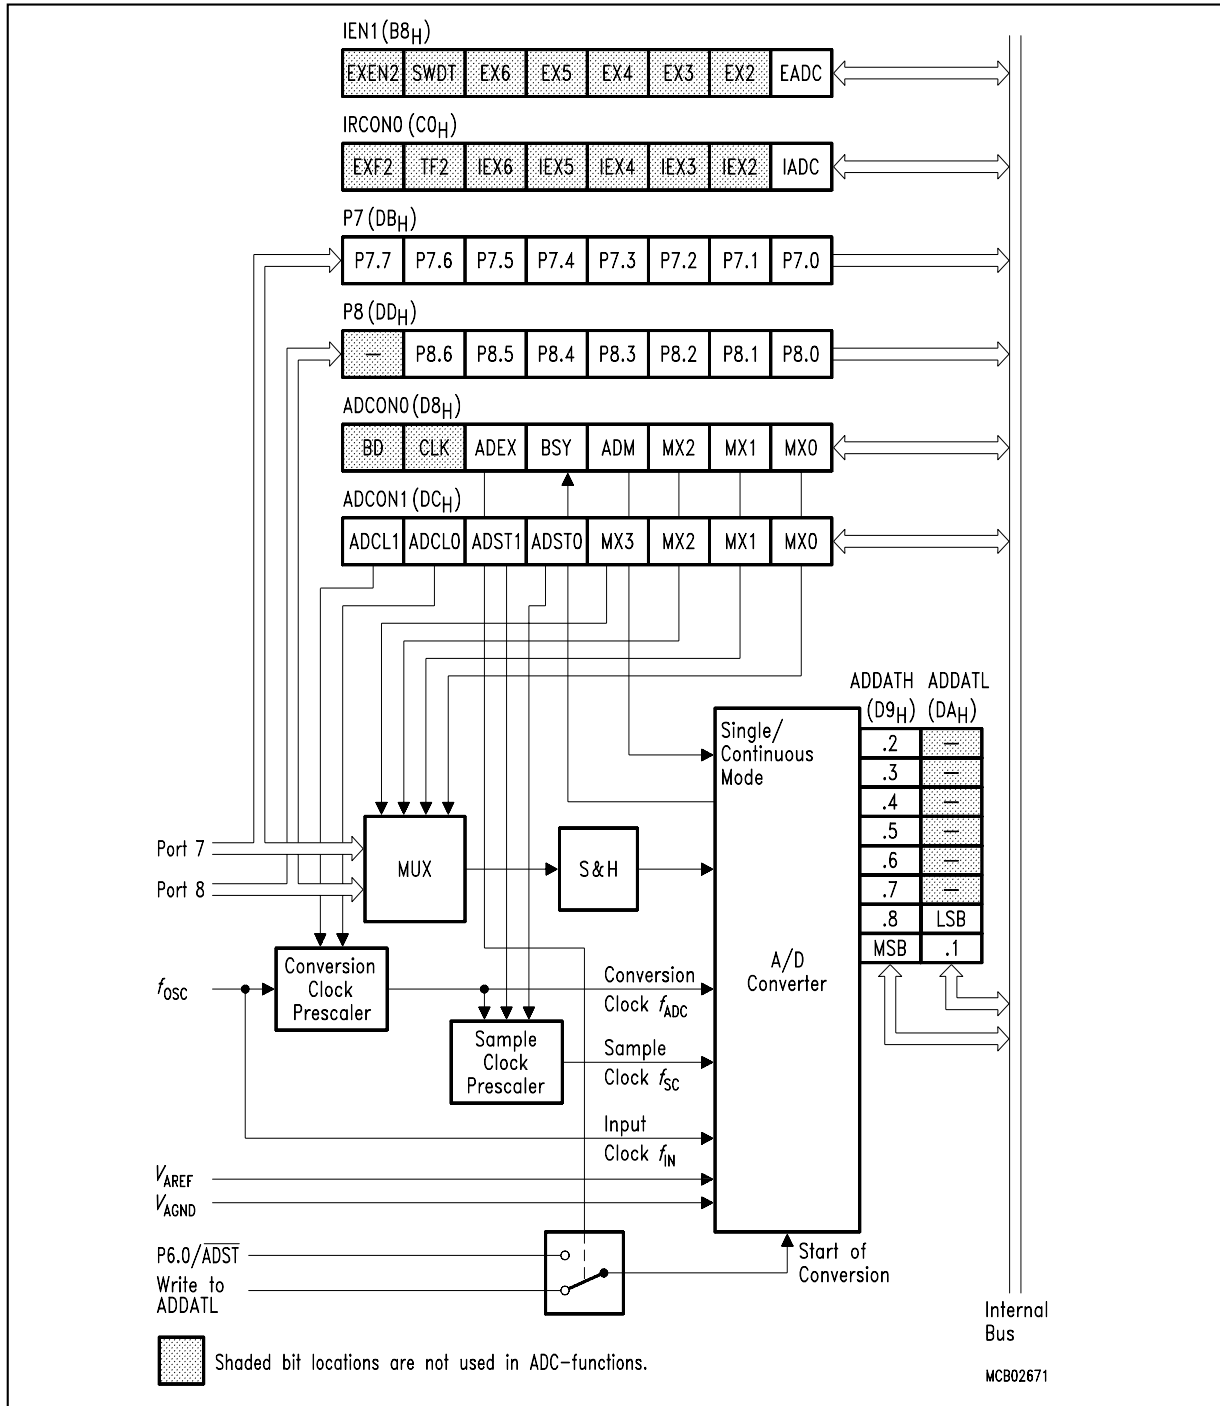 IEN1 (B8H)
EXEN2 SWDT EX6 EX5 EX4 EX3 EX2 EADC
IRCON0 (C0H)
EXF2 TF2 IEX6 IEX5 IEX4 IEX3 IEX2 IADC
P7 (DBH)
P7.7 P7.6 P7.5 P7.4 P7.3 P7.2 P7.1 P7.0
P8 (DDH)
– P8.6 P8.5 P8.4 P8.3 P8.2 P8.1 P8.0
ADCON0 (D8H)
BD CLK ADEX BSY ADM MX2 MX1 MX0
ADCON1 (DCH)
ADCL1 ADCL0 ADST1 ADST0 MX3 MX2 MX1 MX0
ADDATH ADDATL
(D9H) (DAH)
Single/
Continuous
Mode
.2 –
.3 –
.4 –
.5 –
.6 –
.7 –
.8 LSB
MSB .1
Port 7
Port 8
MUX
S&H
A/D
Converter
fOSC
Conversion
Clock
Prescaler
Conversion
Clock fADC
Sample
Clock
Prescaler
Sample
Clock fSC
Input
Clock fIN
VAREF
VAGND
P6.0/ADST
Write to
ADDATL
Start of
Conversion
Internal
Bus
Shaded bit locations are not used in ADC-functions.
MCB02671